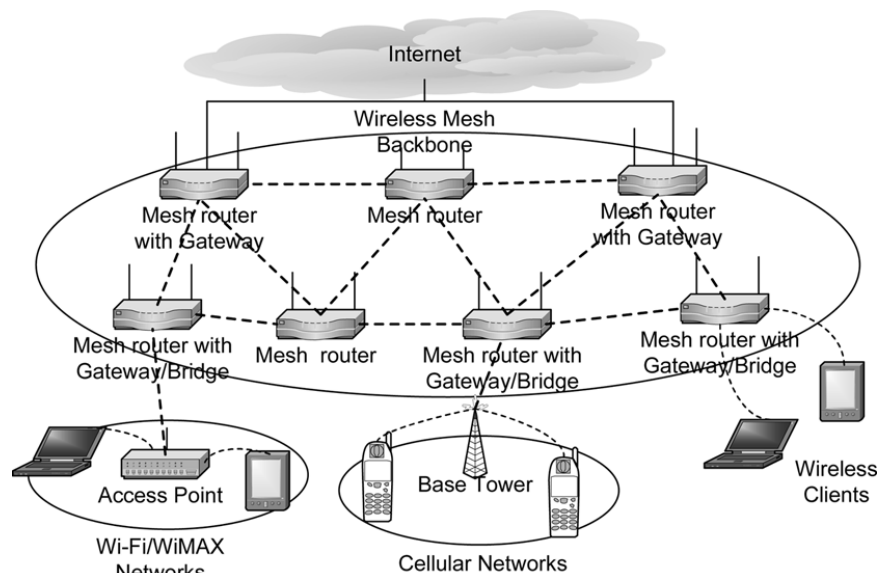 Internet
Wireless Mesh
Backbone
Mesh router
with Gateway
Mesh router
Mesh router
with Gateway
Mesh router with
Gateway/Bridge
Mesh router
Mesh router with
Gateway/Bridge
Mesh router with
Gateway/Bridge
Access Point
Base Tower
Wireless
Clients
Wi-Fi/WiMAX
Networks
Cellular Networks